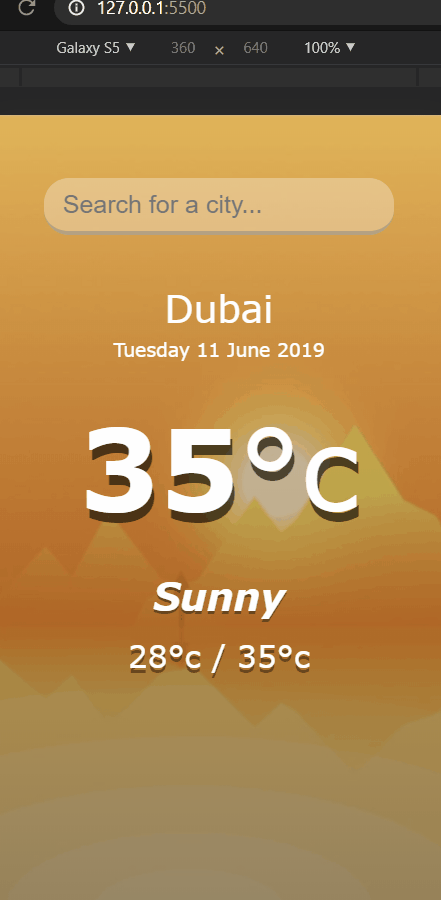 127.0.0.1:5500
Galaxy S5 ▼ 360 × 640 100% ▼
Search for a city...
Dubai
Tuesday 11 June 2019
35°c
Sunny
28°c / 35°c